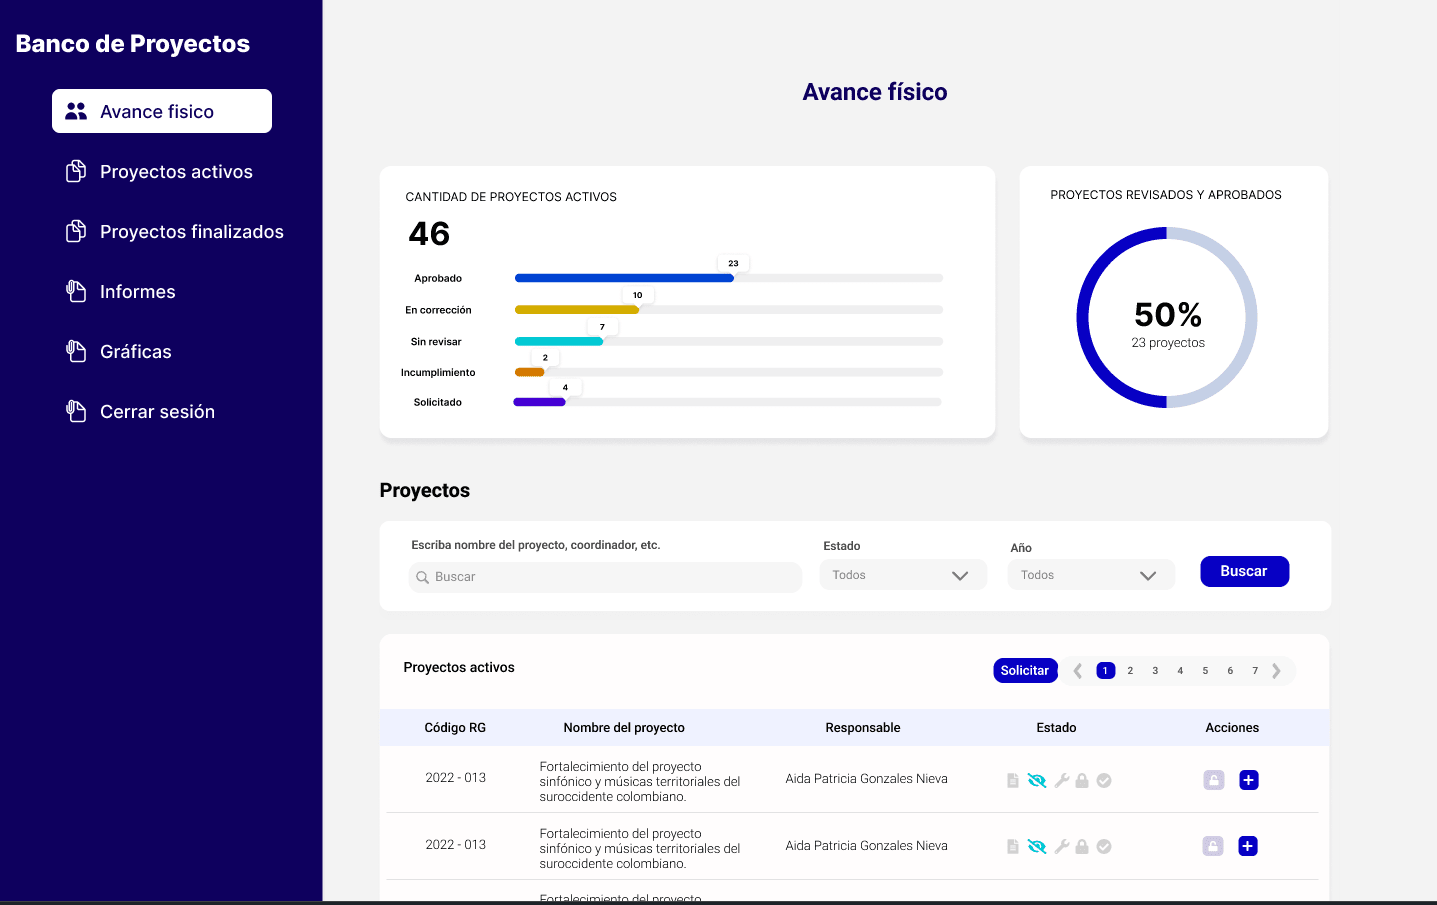 Banco de Proyectos
Avance fisico
Proyectos activos
Proyectos finalizados
Informes
Gráficas
Cerrar sesión
Avance físico
CANTIDAD DE PROYECTOS ACTIVOS
46
Aprobado 23
En corrección 10
Sin revisar 7
Incumplimiento 2
Solicitado 4
PROYECTOS REVISADOS Y APROBADOS
50%
23 proyectos
Proyectos
Escriba nombre del proyecto, coordinador, etc.
Buscar
Estado
Todos
Año
Todos
Buscar
Proyectos activos
Solicitar
1 2 3 4 5 6 7
Código RG Nombre del proyecto Responsable Estado Acciones
2022 - 013
Fortalecimiento del proyecto
sinfónico y músicas territoriales del
suroccidente colombiano.
Aida Patricia Gonzales Nieva
2022 - 013
Fortalecimiento del proyecto
sinfónico y músicas territoriales del
suroccidente colombiano.
Aida Patricia Gonzales Nieva
Fortalecimiento del proyecto